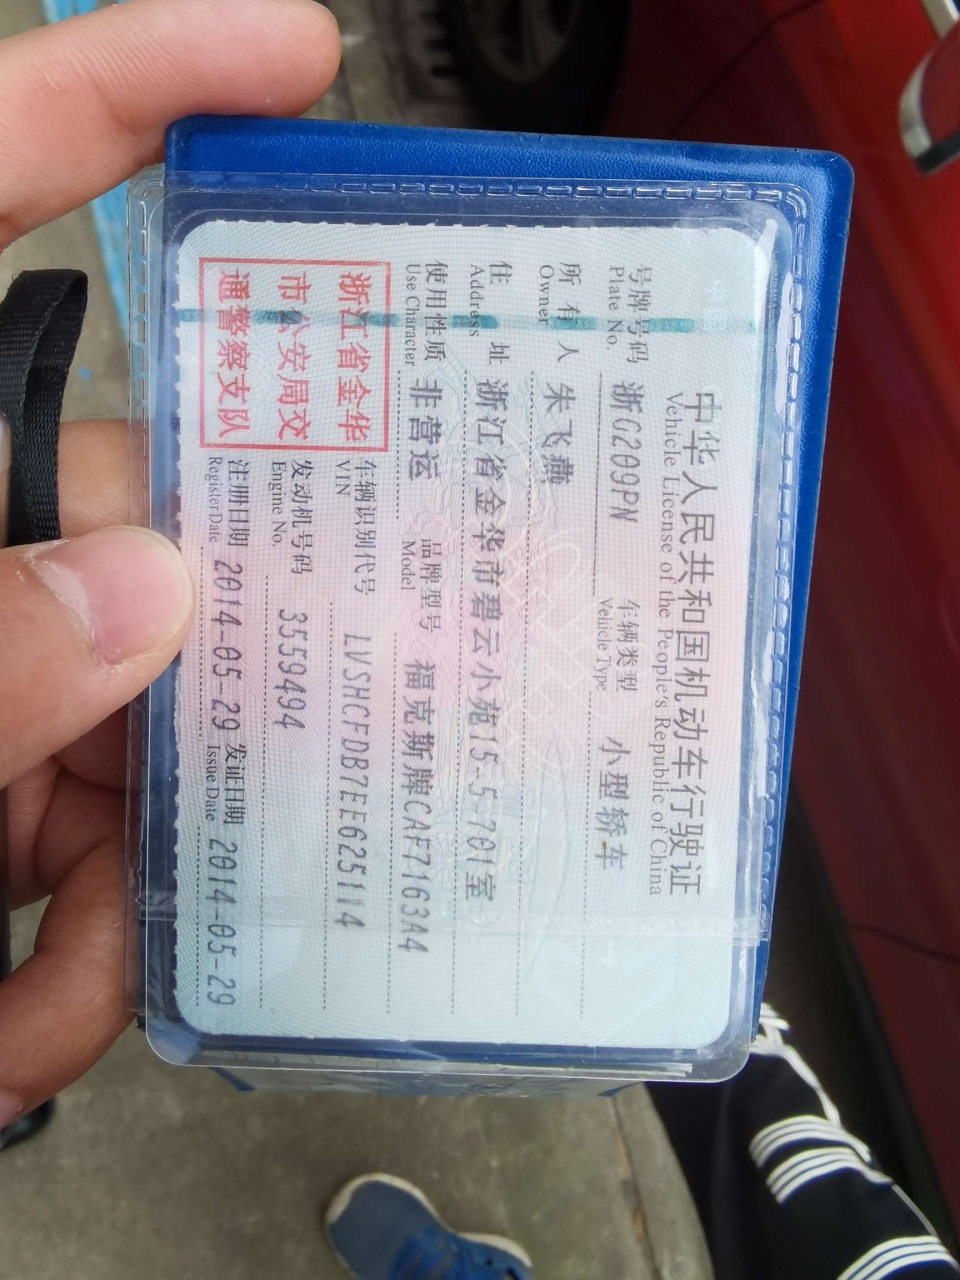 中华人民共和国机动车行驶证
Vehicle License of the People's Republic of China
号牌号码 浙G209PN 车辆类型 小型轿车
Plate No. Vehicle Type
所有人 朱飞燕
Owner
住址 浙江省金华市碧云小苑15-5-701室
Address
使用性质 非营运 品牌型号 福克斯牌CAF7163A4
Use Character Model
浙江省金华
市公安局交
通警察支队
车辆识别代号 LVSHCFDB7EE625114
VIN
发动机号码 3559494
Engine No.
注册日期 2014-05-29 发证日期 2014-05-29
Register Date Issue Date